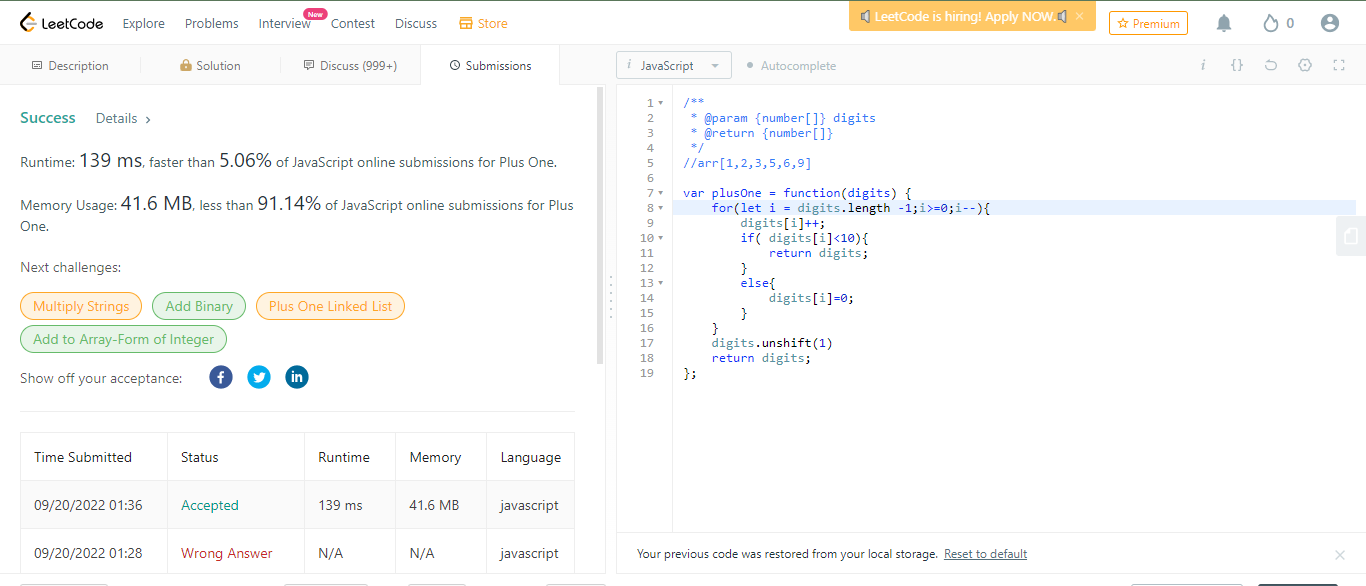 LeetCode
Explore
Problems
Interview
New
Contest
Discuss
Store
LeetCode is hiring! Apply NOW.
×
Premium
0
Description
Solution
Discuss (999+)
Submissions
i JavaScript
Autocomplete
i
{}
Success
Details >
Runtime: 139 ms, faster than 5.06% of JavaScript online submissions for Plus One.
Memory Usage: 41.6 MB, less than 91.14% of JavaScript online submissions for Plus
One.
Next challenges:
Multiply Strings
Add Binary
Plus One Linked List
Add to Array-Form of Integer
Show off your acceptance:
Time Submitted Status Runtime Memory Language
09/20/2022 01:36 Accepted 139 ms 41.6 MB javascript
09/20/2022 01:28 Wrong Answer N/A N/A javascript
1 /**
2  * @param {number[]} digits
3  * @return {number[]}
4  */
5 //arr[1,2,3,5,6,9]
6
7 var plusOne = function(digits) {
8     for(let i = digits.length -1;i>=0;i--){
9         digits[i]++;
10         if( digits[i]<10){
11             return digits;
12         }
13         else{
14             digits[i]=0;
15         }
16     }
17     digits.unshift(1)
18     return digits;
19 };
Your previous code was restored from your local storage. Reset to default